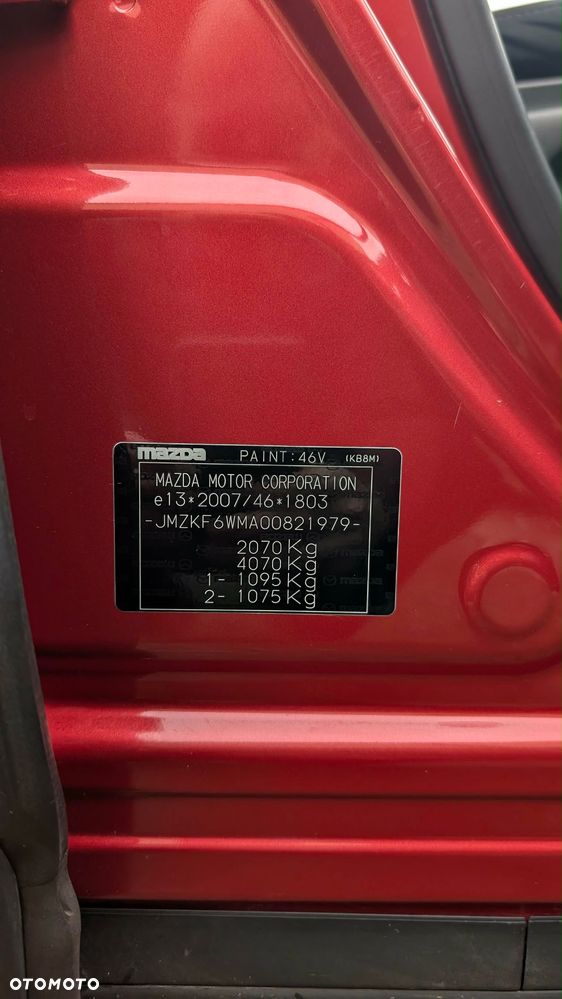 mazda PAINT:46V (KB8M)
MAZDA MOTOR CORPORATION
e13*2007/46*1803
-JMZKF6WMA00821979-
2070Kg
4070Kg
1- 1095Kg
2- 1075Kg
OTOMOTO